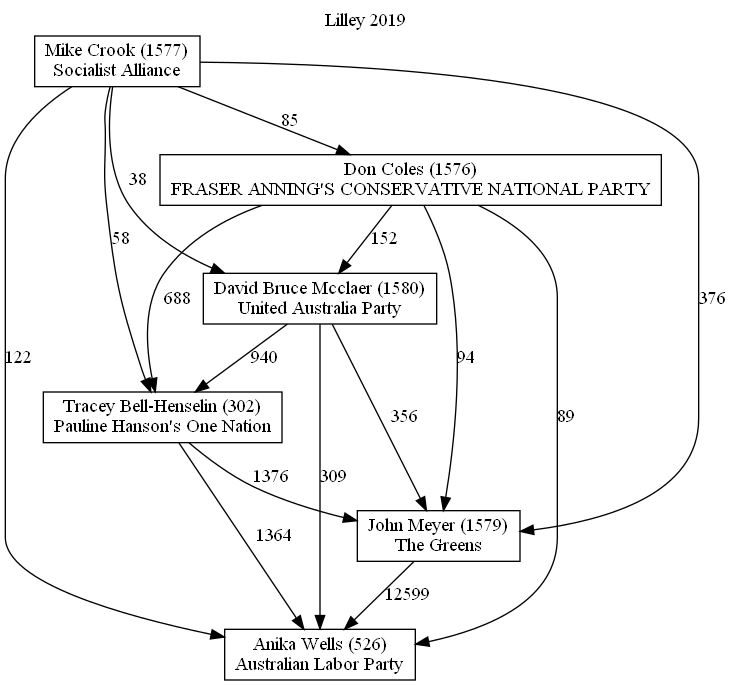 Lilley 2019
Mike Crook (1577)
Socialist Alliance
85
Don Coles (1576)
FRASER ANNING'S CONSERVATIVE NATIONAL PARTY
38
58
152
688
376
David Bruce Mcclaer (1580)
United Australia Party
122
940
94
Tracey Bell-Henselin (302)
Pauline Hanson's One Nation
356
89
1376
309
1364
John Meyer (1579)
The Greens
12599
Anika Wells (526)
Australian Labor Party